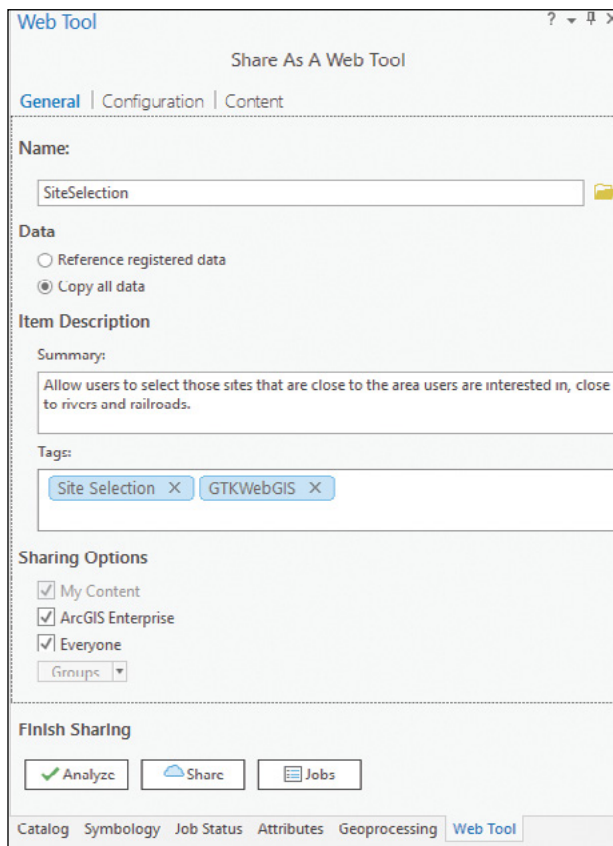 Web Tool
?
Share As A Web Tool
General | Configuration | Content
Name:
SiteSelection
Data
Reference registered data
Copy all data
Item Description
Summary:
Allow users to select those sites that are close to the area users are interested in, close
to rivers and railroads.
Tags:
Site Selection ×  GTKWebGIS ×
Sharing Options
My Content
ArcGIS Enterprise
Everyone
Groups
Finish Sharing
Analyze  Share  Jobs
Catalog  Symbology  Job Status  Attributes  Geoprocessing  Web Tool